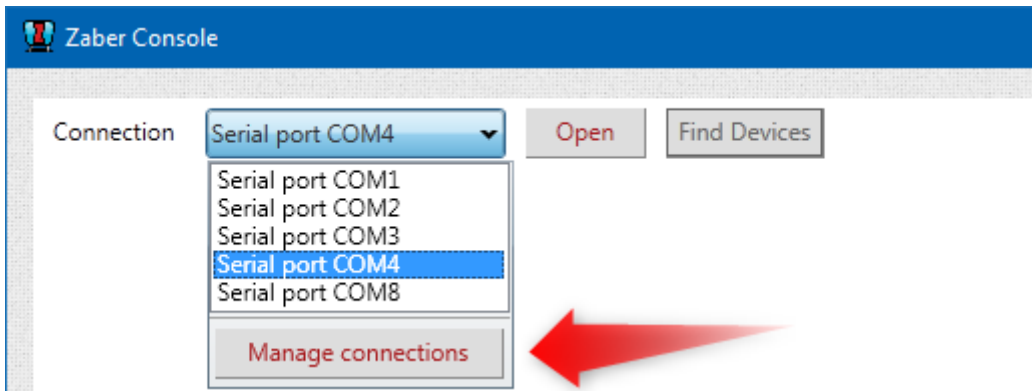 Zaber Console
Connection Serial port COM4 Open Find Devices
Serial port COM1
Serial port COM2
Serial port COM3
Serial port COM4
Serial port COM8
Manage connections